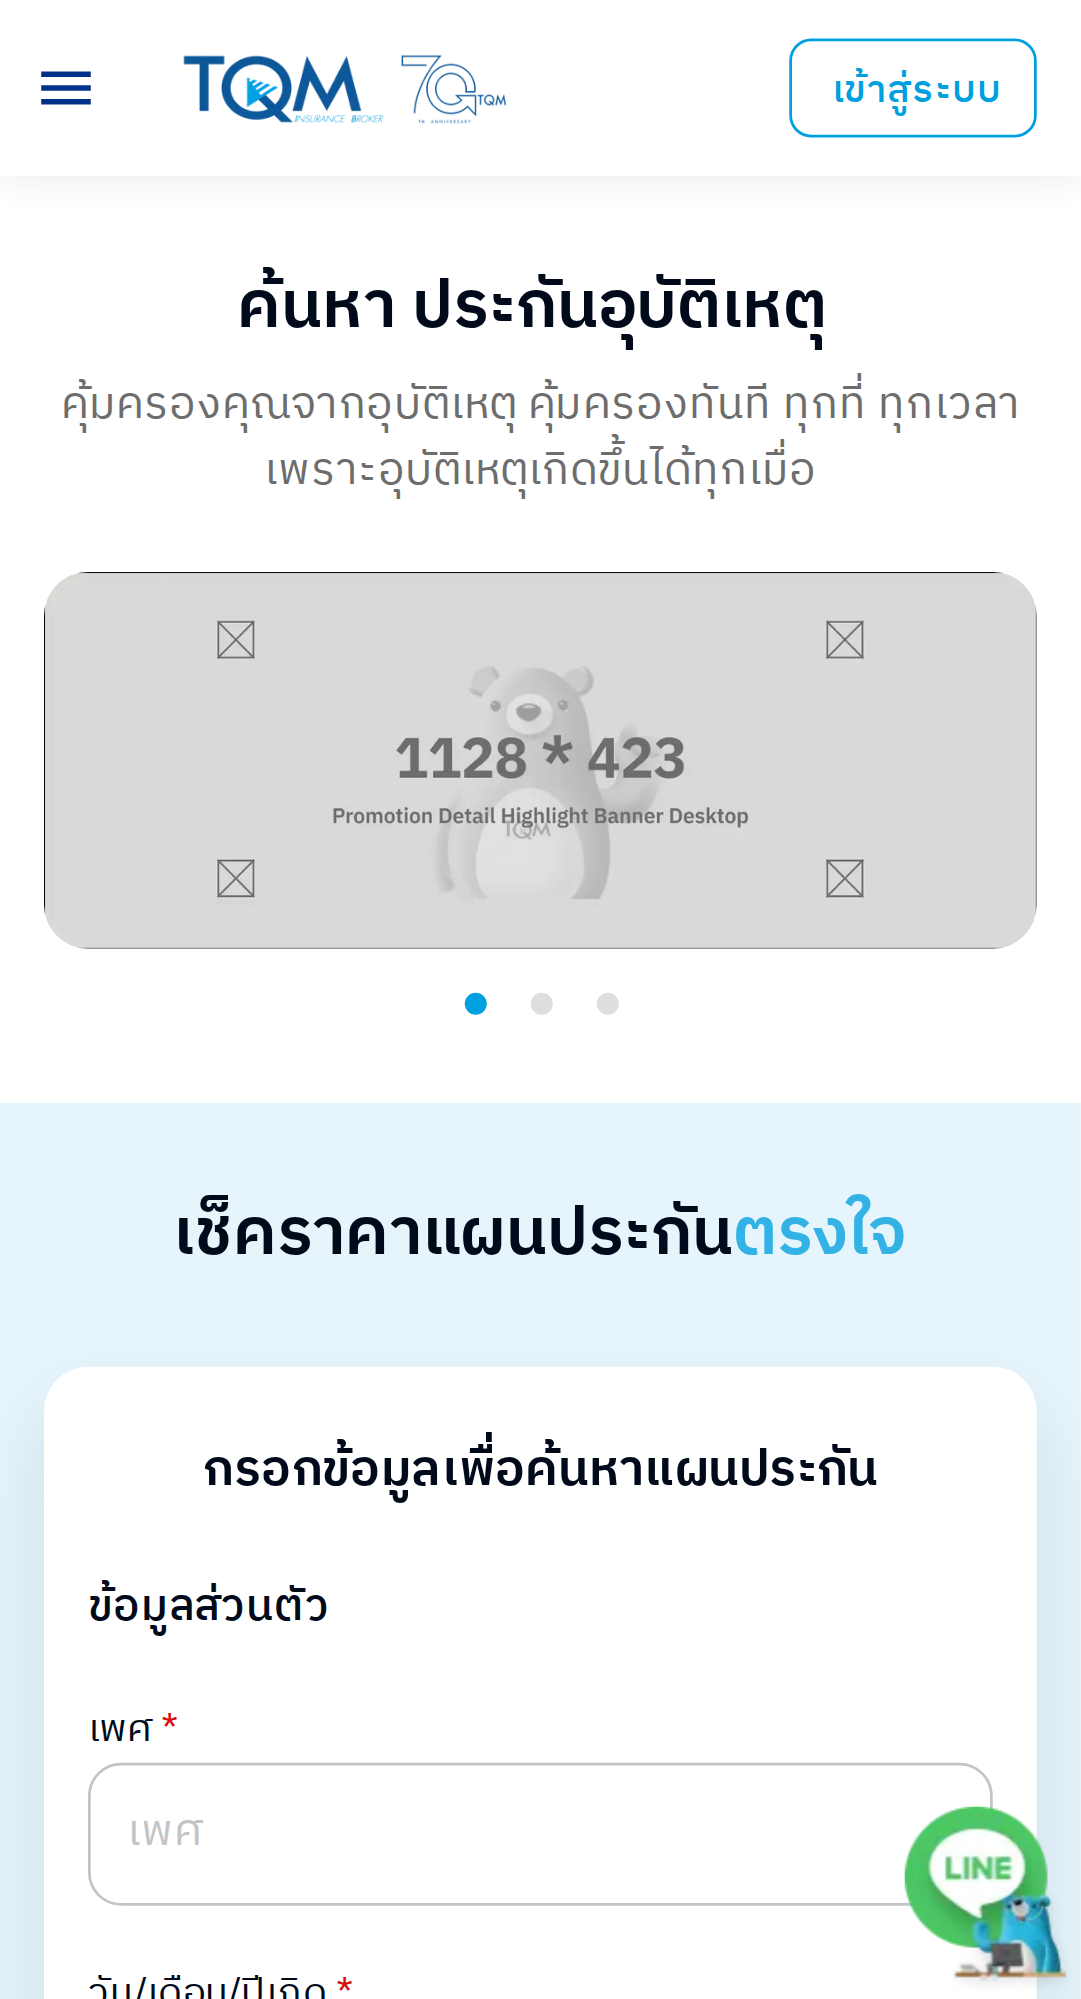 TQM
INSURANCE BROKER
TQM
TH ANNIVERSARY
เข้าสู่ระบบ
ค้นหา ประกันอุบัติเหตุ
คุ้มครองคุณจากอุบัติเหตุ คุ้มครองทันที ทุกที่ ทุกเวลา
เพราะอุบัติเหตุเกิดขึ้นได้ทุกเมื่อ
1128 * 423
Promotion Detail Highlight Banner Desktop
TQM
เช็คราคาแผนประกันตรงใจ
กรอกข้อมูลเพื่อค้นหาแผนประกัน
ข้อมูลส่วนตัว
เพศ *
เพศ
LINE
วัน/เดือน/ปีเกิด *